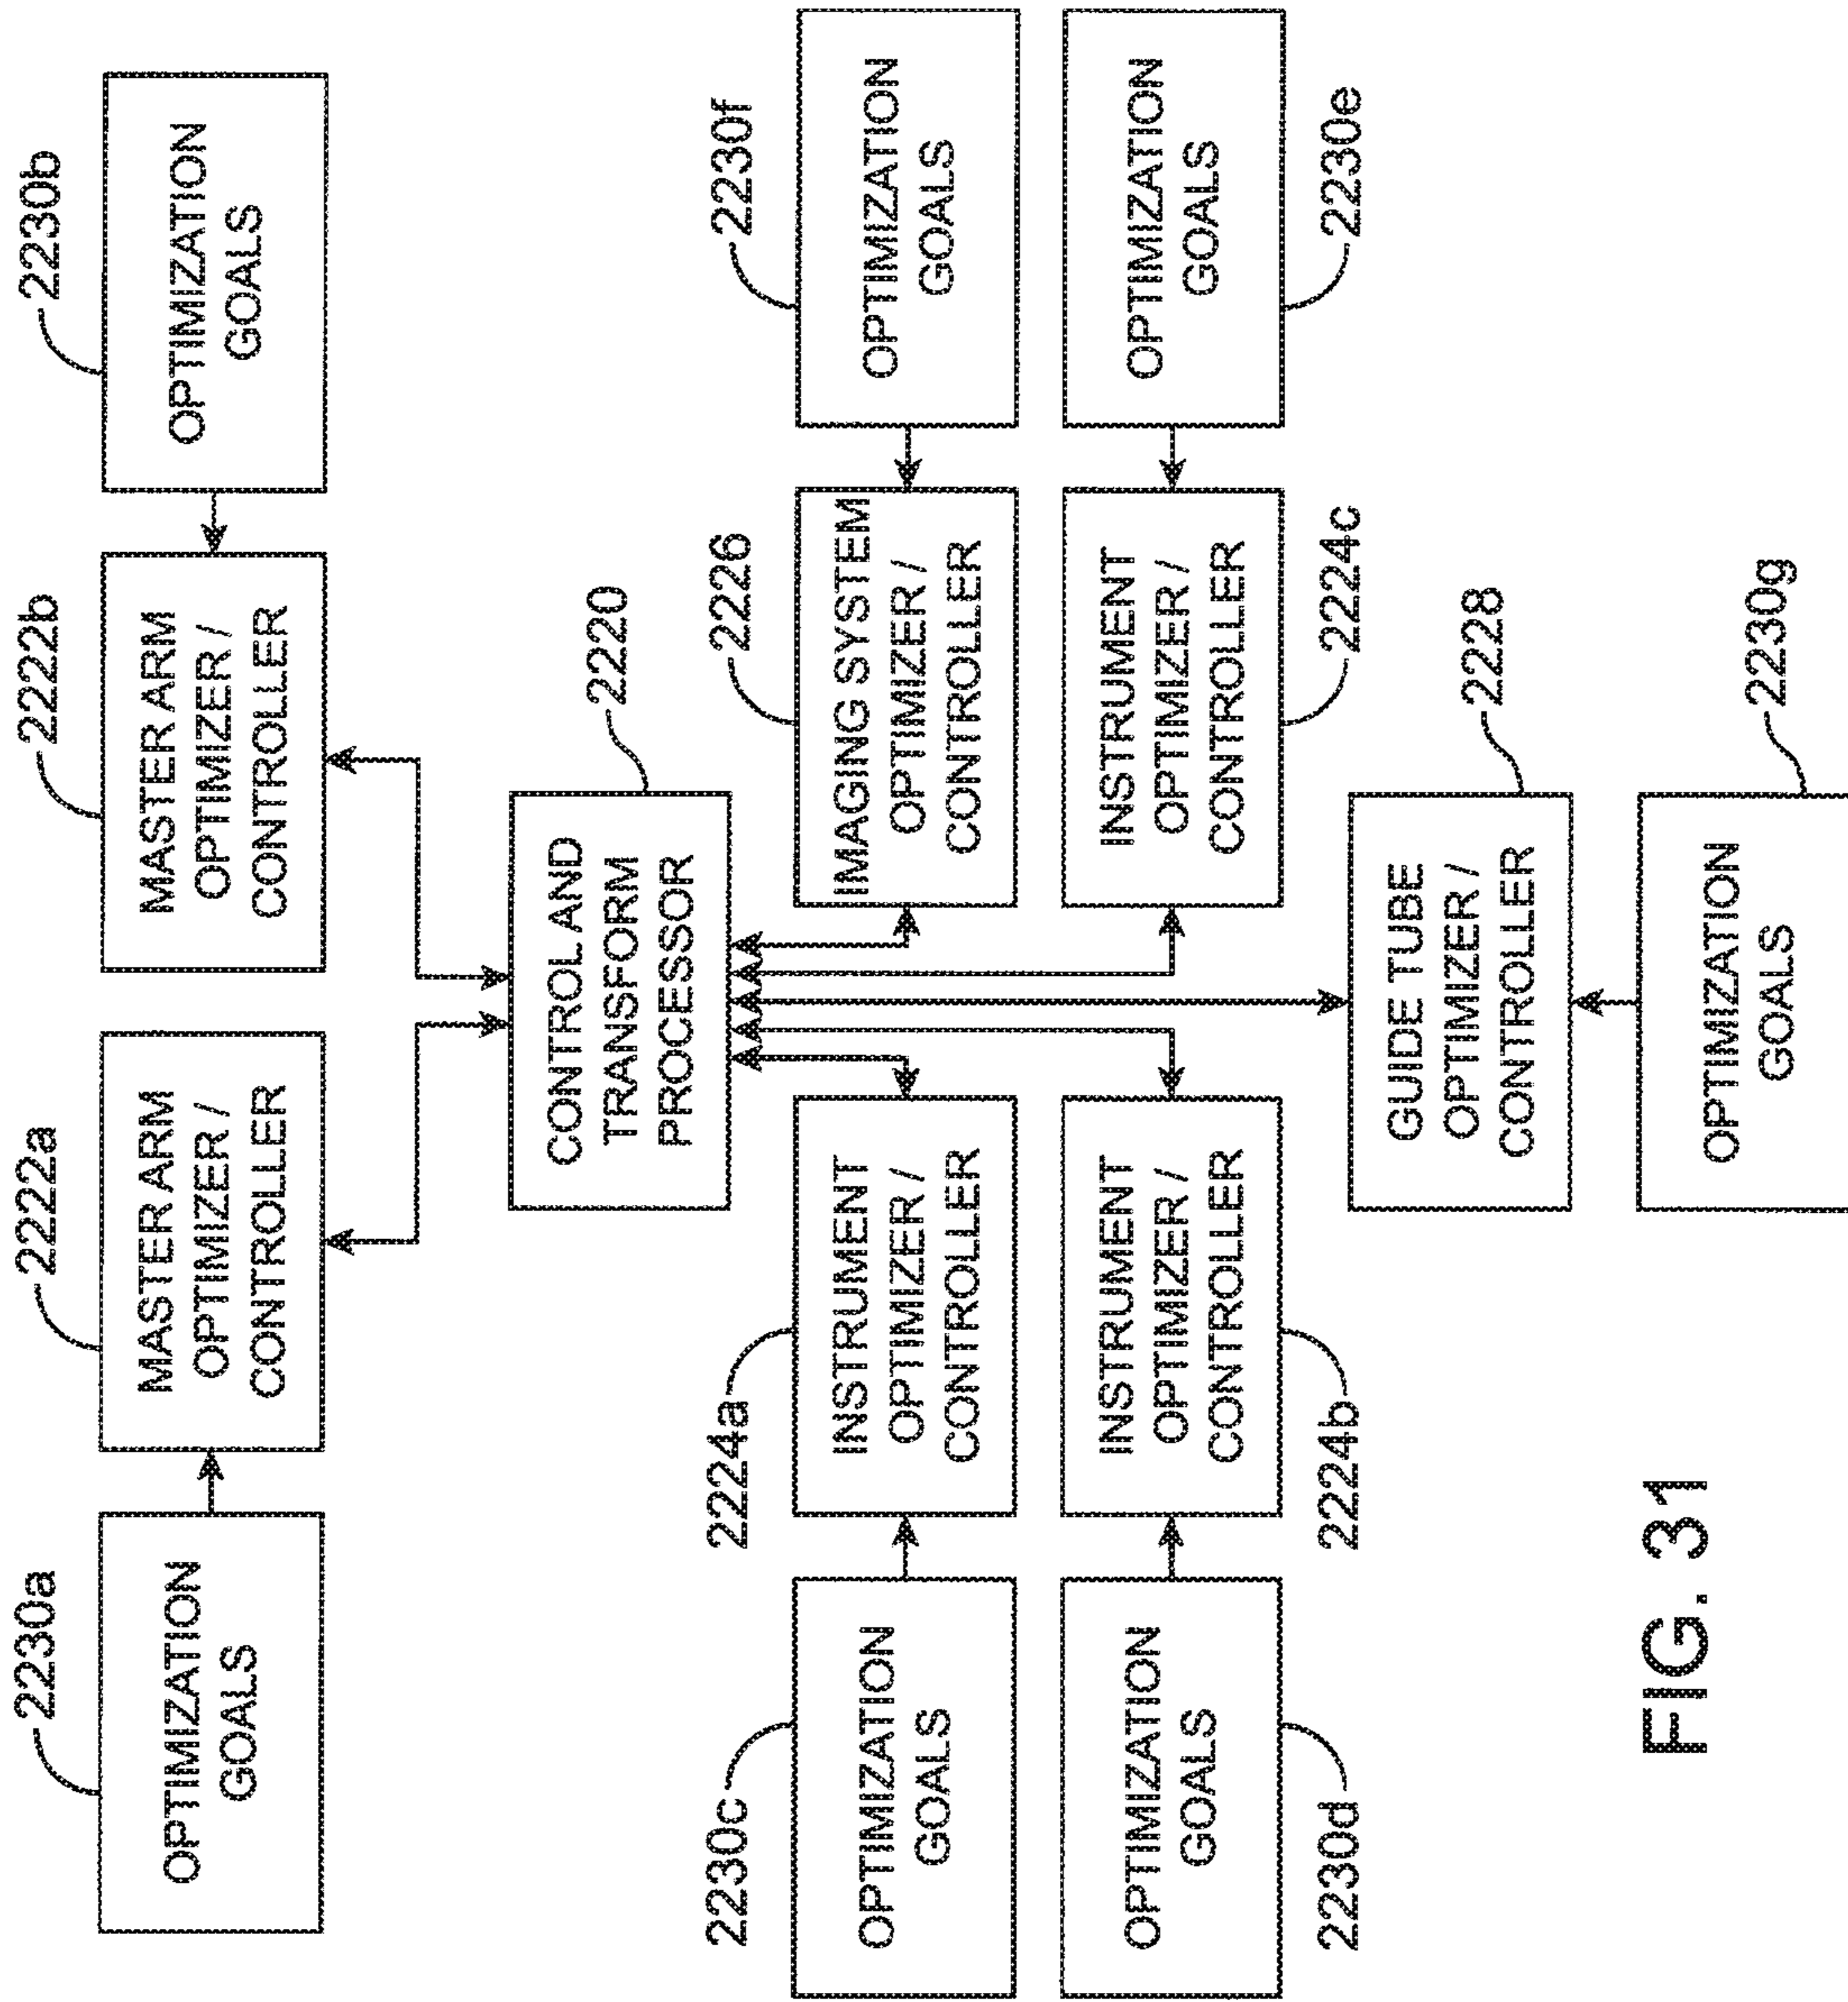 2230a
OPTIMIZATION
GOALS
2222a
MASTER ARM
OPTIMIZER /
CONTROLLER
2222b
MASTER ARM
OPTIMIZER /
CONTROLLER
2230b
OPTIMIZATION
GOALS
CONTROL AND
TRANSFORM
PROCESSOR
2220
2230c
OPTIMIZATION
GOALS
2224a
INSTRUMENT
OPTIMIZER /
CONTROLLER
2226
IMAGING SYSTEM
OPTIMIZER /
CONTROLLER
2230f
OPTIMIZATION
GOALS
OPTIMIZATION
GOALS
2230d
INSTRUMENT
OPTIMIZER /
CONTROLLER
2224b
INSTRUMENT
OPTIMIZER /
CONTROLLER
2224c
OPTIMIZATION
GOALS
2230e
GUIDE TUBE
OPTIMIZER /
CONTROLLER
2228
OPTIMIZATION
GOALS
2230g
FIG. 31